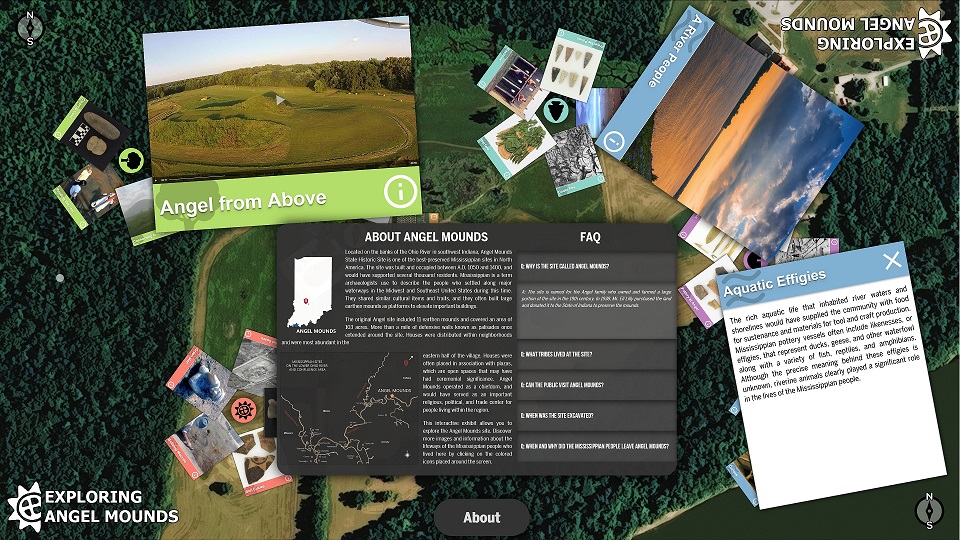 N
S
EXPLORING
ANGEL MOUNDS
A River People
Angel from Above
i
i
ABOUT ANGEL MOUNDS
Located on the banks of the Ohio River in southwest Indiana, Angel Mounds
State Historic Site is one of the best-preserved Mississippian sites in North
America. The site was built and occupied between A.D. 1050 and 1400, and
would have supported several thousand residents. Mississippian is a term
archaeologists use to describe the people who settled along major
waterways in the Midwest and Southeast United States during this time.
They shared similar cultural items and traits, and they often built large
earthen mounds as platforms to elevate important buildings.
The original Angel site included 11 earthen mounds and covered an area of
103 acres. More than a mile of defensive walls known as palisades once
extended around the site. Houses were distributed within neighborhoods
and were most abundant in the
ANGEL MOUNDS
MISSISSIPPIAN SITES
ON THE LOWER OHIO RIVER
AND CONFLUENCE AREA
ANGEL MOUNDS
eastern half of the village. Houses were
often placed in association with plazas,
which are open spaces that may have
had ceremonial significance. Angel
Mounds operated as a chiefdom, and
would have served as an important
religious, political, and trade center for
people living within the region.
This interactive exhibit allows you to
explore the Angel Mounds site. Discover
more images and information about the
lifeways of the Mississippian people who
lived here by clicking on the colored
icons placed around the screen.
FAQ
Q: WHY IS THE SITE CALLED ANGEL MOUNDS?
A: The site is named for the Angel family who owned and farmed a large
portion of the site in the 19th century. In 1938, Mr. Eli Lilly purchased the land
and donated it to the State of Indiana to preserve the mounds.
Q: WHAT TRIBES LIVED AT THE SITE?
Q: CAN THE PUBLIC VISIT ANGEL MOUNDS?
Q: WHEN WAS THE SITE EXCAVATED?
Q: WHEN AND WHY DID THE MISSISSIPPIAN PEOPLE LEAVE ANGEL MOUNDS?
Aquatic Effigies
The rich aquatic life that inhabited river waters and
shorelines would have supplied the community with food
for sustenance and materials for tool and craft production.
Mississippian pottery vessels often include likenesses, or
effigies, that represent ducks, geese, and other waterfowl
along with a variety of fish, reptiles, and amphibians.
Although the precise meaning behind these effigies is
unknown, riverine animals clearly played a significant role
in the lives of the Mississippian people.
EXPLORING
ANGEL MOUNDS
About
N
S